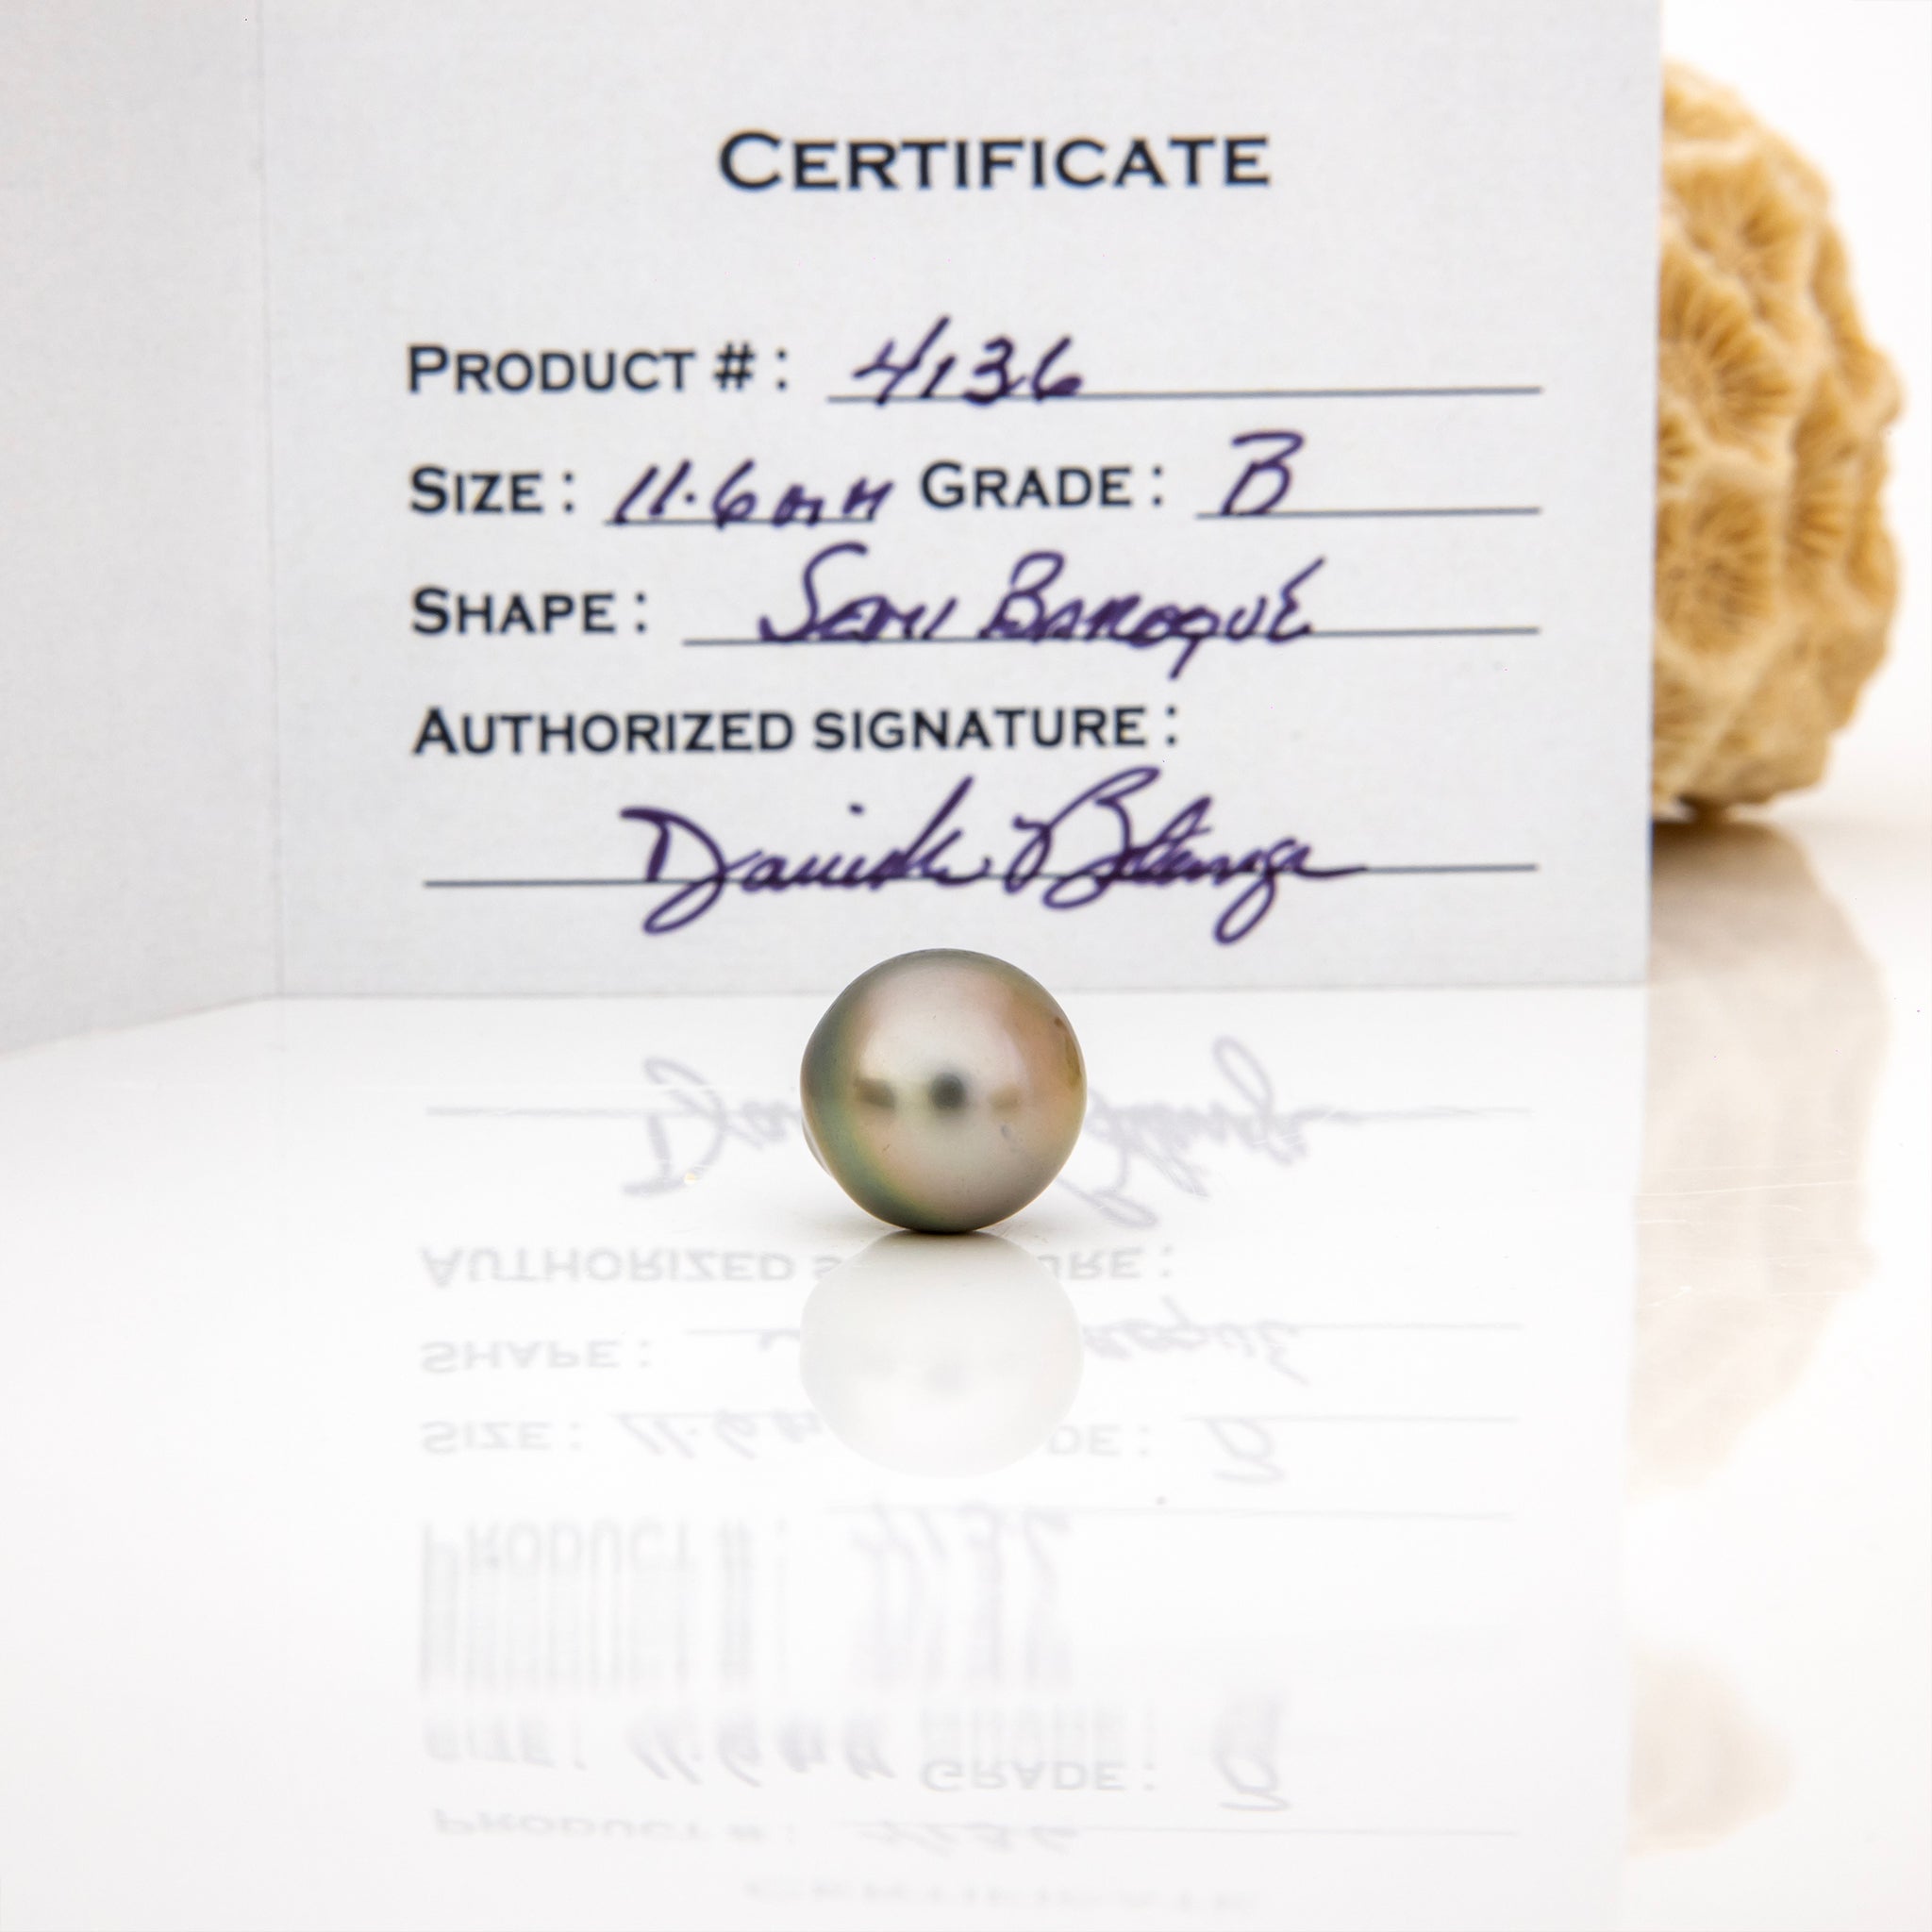 CERTIFICATE
PRODUCT #: 4136
SIZE: 11.6mm GRADE: B
SHAPE: SEMI BAROQUE
AUTHORIZED SIGNATURE: